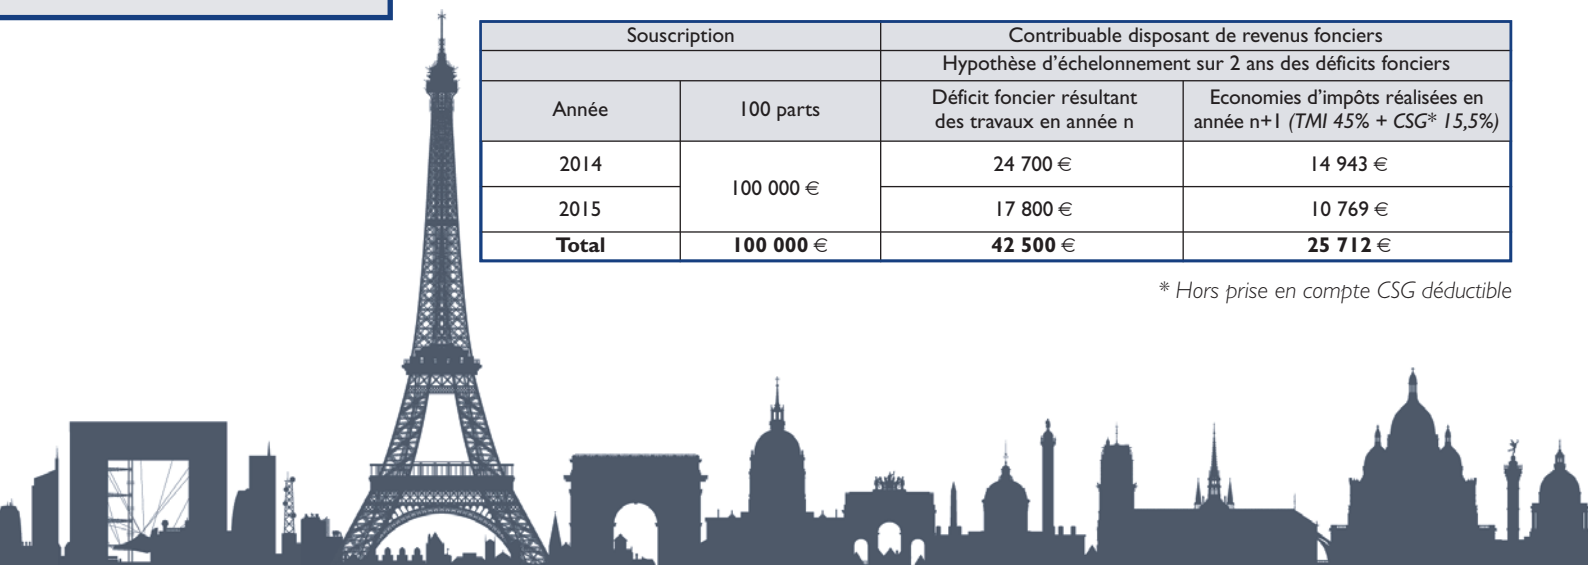 Souscription
Contribuable disposant de revenus fonciers
Hypothèse d'échelonnement sur 2 ans des déficits fonciers
Année
100 parts
Déficit foncier résultant
des travaux en année n
Economies d'impôts réalisées en
année n+1 (TMI 45% + CSG* 15,5%)
2014
100 000 €
24 700 €
14 943 €
2015
17 800 €
10 769 €
Total
100 000 €
42 500 €
25 712 €
* Hors prise en compte CSG déductible